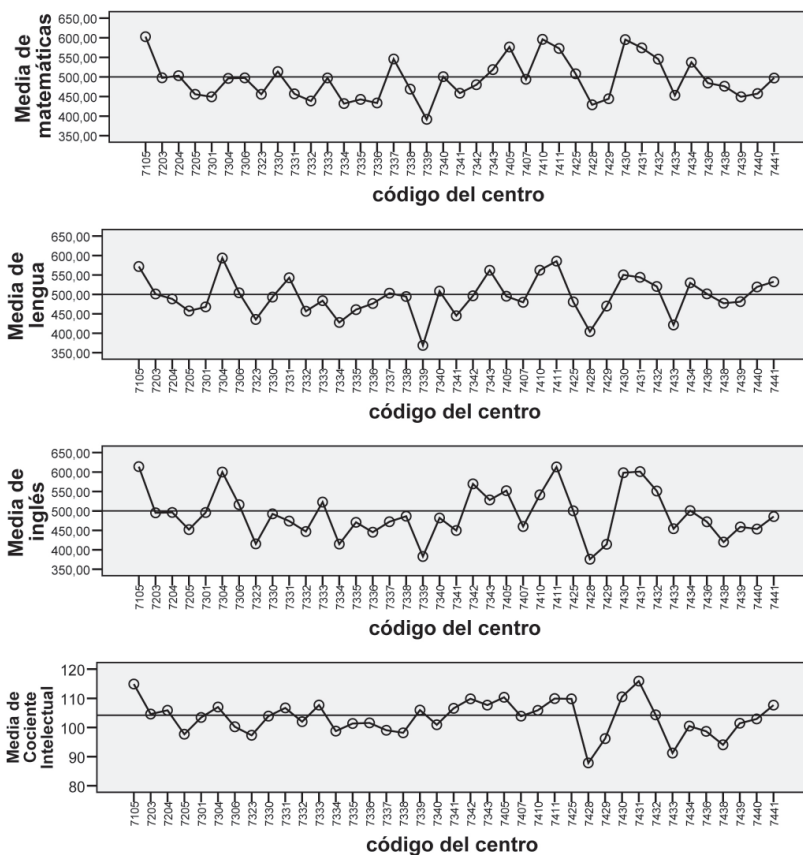 650,00
600,00
550,00
500,00
450,00
400,00
350,00
Media de
matemáticas
7105 7203 7204 7205 7301 7304 7306 7323 7330 7331 7332 7333 7334 7335 7336 7337 7338 7339 7340 7341 7342 7343 7405 7407 7410 7411 7425 7428 7429 7430 7431 7432 7433 7434 7436 7438 7439 7440 7441
código del centro
650,00
600,00
550,00
500,00
450,00
400,00
350,00
Media de
lengua
7105 7203 7204 7205 7301 7304 7306 7323 7330 7331 7332 7333 7334 7335 7336 7337 7338 7339 7340 7341 7342 7343 7405 7407 7410 7411 7425 7428 7429 7430 7431 7432 7433 7434 7436 7438 7439 7440 7441
código del centro
650,00
600,00
550,00
500,00
450,00
400,00
350,00
Media de
inglés
7105 7203 7204 7205 7301 7304 7306 7323 7330 7331 7332 7333 7334 7335 7336 7337 7338 7339 7340 7341 7342 7343 7405 7407 7410 7411 7425 7428 7429 7430 7431 7432 7433 7434 7436 7438 7439 7440 7441
código del centro
120
110
100
90
80
Media de
Cociente
Intelectual
7105 7203 7204 7205 7301 7304 7306 7323 7330 7331 7332 7333 7334 7335 7336 7337 7338 7339 7340 7341 7342 7343 7405 7407 7410 7411 7425 7428 7429 7430 7431 7432 7433 7434 7436 7438 7439 7440 7441
código del centro